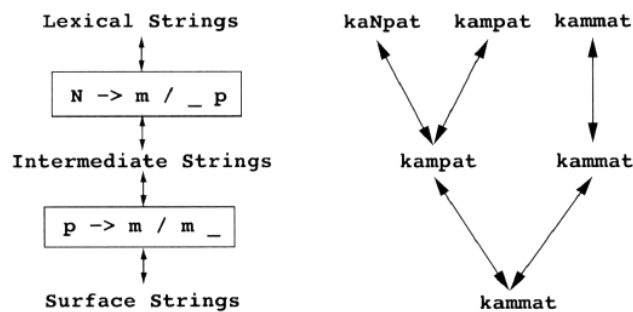 Lexical Strings
N -> m / _ p
Intermediate Strings
p -> m / m _
Surface Strings
kaNpat kampat kammat
kampat kammat
kammat